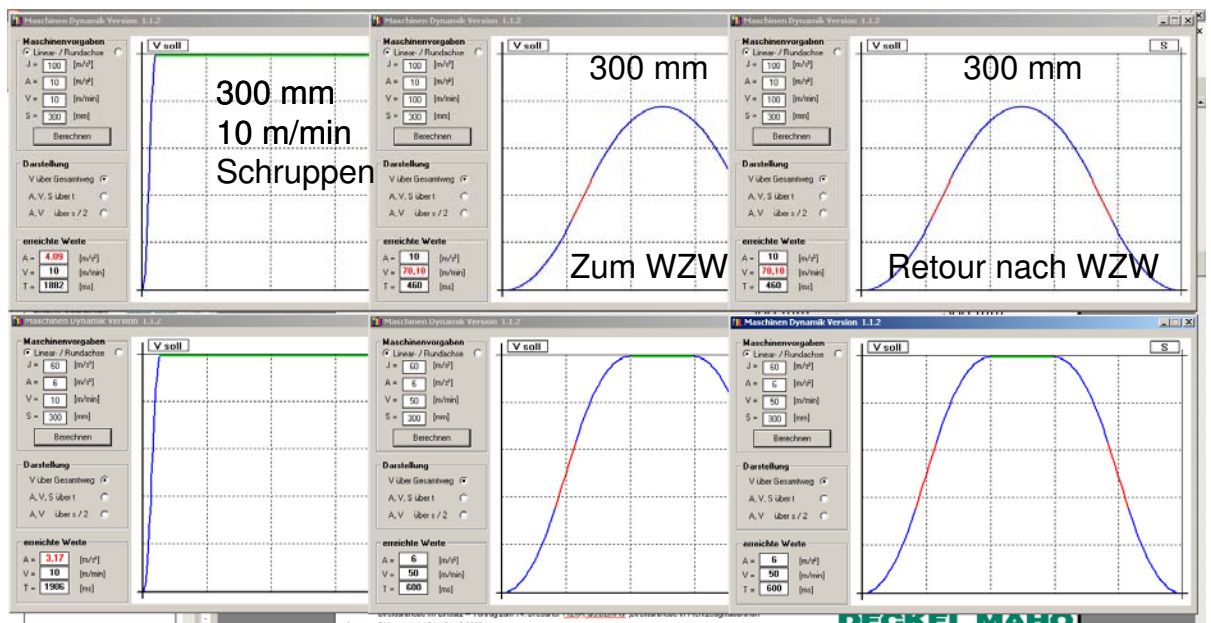 Maschinen Dynamik Version 1.1.2
Maschinenvorgaben
Linear- / Rundachse
J = 100 [m/s³]
A = 10 [m/s²]
V = 10 [m/min]
S = 300 [mm]
Berechnen
Darstellung
V über Gesamtweg
A, V, S über t
A, V über s / 2
erreichte Werte
A = 4.09 [m/s²]
V = 10 [m/min]
T = 1882 [ms]
V soll
300 mm
10 m/min
Schruppen
Maschinen Dynamik Version 1.1.2
Maschinenvorgaben
Linear- / Rundachse
J = 100 [m/s³]
A = 10 [m/s²]
V = 100 [m/min]
S = 300 [mm]
Berechnen
Darstellung
V über Gesamtweg
A, V, S über t
A, V über s / 2
erreichte Werte
A = 10 [m/s²]
V = 78,10 [m/min]
T = 460 [ms]
V soll
300 mm
Zum WZW
Maschinen Dynamik Version 1.1.2
Maschinenvorgaben
Linear- / Rundachse
J = 100 [m/s³]
A = 10 [m/s²]
V = 100 [m/min]
S = 300 [mm]
Berechnen
Darstellung
V über Gesamtweg
A, V, S über t
A, V über s / 2
erreichte Werte
A = 10 [m/s²]
V = 78,10 [m/min]
T = 460 [ms]
V soll
S
300 mm
Retour nach WZW
Maschinen Dynamik Version 1.1.2
Maschinenvorgaben
Linear- / Rundachse
J = 60 [m/s³]
A = 6 [m/s²]
V = 10 [m/min]
S = 300 [mm]
Berechnen
Darstellung
V über Gesamtweg
A, V, S über t
A, V über s / 2
erreichte Werte
A = 3,17 [m/s²]
V = 10 [m/min]
T = 1906 [ms]
V soll
Maschinen Dynamik Version 1.1.2
Maschinenvorgaben
Linear- / Rundachse
J = 60 [m/s³]
A = 6 [m/s²]
V = 50 [m/min]
S = 300 [mm]
Berechnen
Darstellung
V über Gesamtweg
A, V, S über t
A, V über s / 2
erreichte Werte
A = 6 [m/s²]
V = 50 [m/min]
T = 600 [ms]
V soll
Maschinen Dynamik Version 1.1.2
Maschinenvorgaben
Linear- / Rundachse
J = 60 [m/s³]
A = 6 [m/s²]
V = 50 [m/min]
S = 300 [mm]
Berechnen
Darstellung
V über Gesamtweg
A, V, S über t
A, V über s / 2
erreichte Werte
A = 6 [m/s²]
V = 50 [m/min]
T = 600 [ms]
V soll
S
DECKEL MAHO